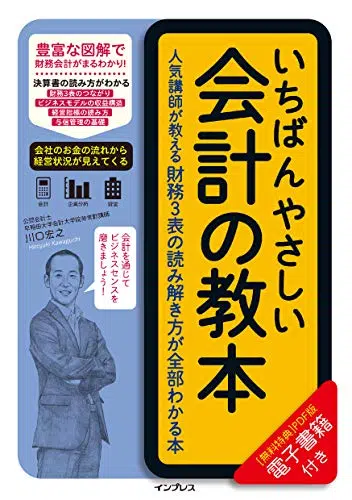 豊富な図解で
財務会計がまるわかり!
決算書の読み方がわかる
財務3表のつながり
ビジネスモデルの収益構造
経営指標の読み方
与信管理の基礎
会社のお金の流れから
経営状況が見えてくる
会計
企業分析
経営
公認会計士
早稲田大学会計大学院非常勤講師
川口宏之
Hiroyuki Kawaguchi
会計を通じて
ビジネスセンスを
磨きましょう!
いちばんやさしい
会計の教本
人気講師が教える財務3表の読み解き方が全部わかる本
【無料特典】PDF版
電子書籍
付き
インプレス